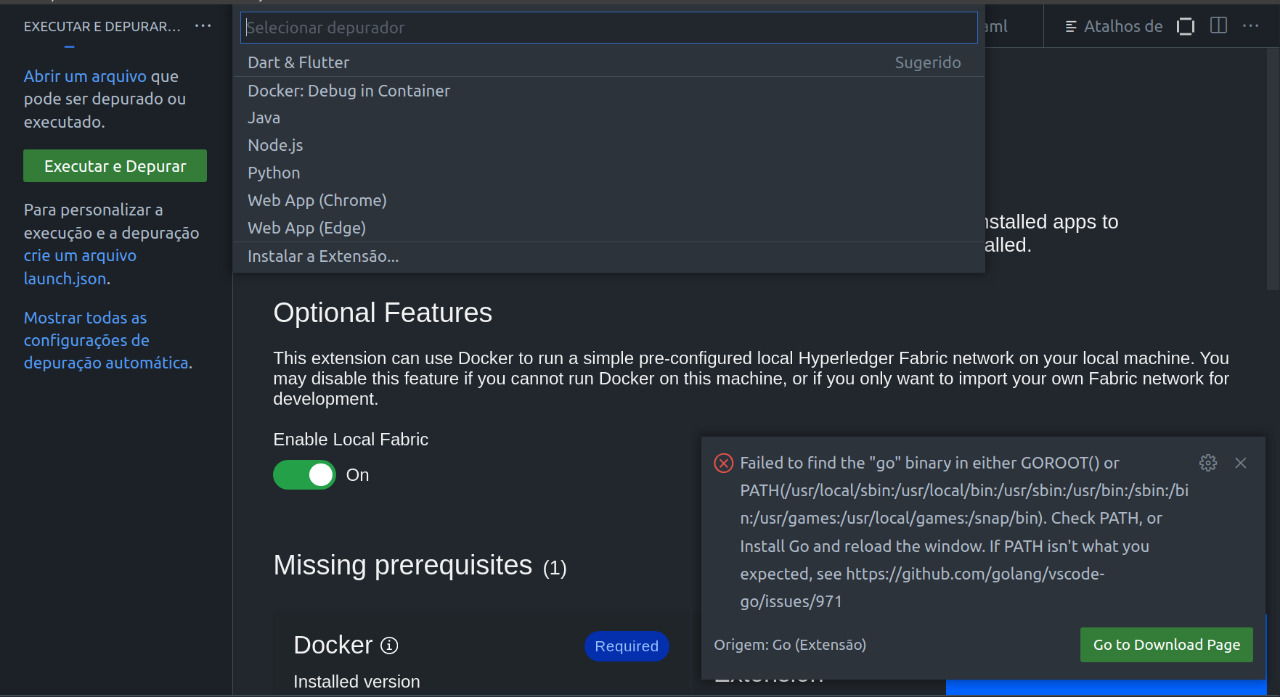 EXECUTAR E DEPURAR... ···
Abrir um arquivo que
pode ser depurado ou
executado.
Executar e Depurar
Para personalizar a
execução e a depuração
crie um arquivo
launch.json.
Mostrar todas as
configurações de
depuração automática.
Selecionar depurador
Dart & Flutter Sugerido
Docker: Debug in Container
Java
Node.js
Python
Web App (Chrome)
Web App (Edge)
Instalar a Extensão...
Atalhos de ···
installed apps to
Optional Features
This extension can use Docker to run a simple pre-configured local Hyperledger Fabric network on your local machine. You
may disable this feature if you cannot run Docker on this machine, or if you only want to import your own Fabric network for
development.
Enable Local Fabric
On
Missing prerequisites (1)
Docker Required
Installed version
Failed to find the "go" binary in either GOROOT() or
PATH(/usr/local/sbin:/usr/local/bin:/usr/sbin:/usr/bin:/sbin:/bi
n:/usr/games:/usr/local/games:/snap/bin). Check PATH, or
Install Go and reload the window. If PATH isn't what you
expected, see https://github.com/golang/vscode-
go/issues/971
Origem: Go (Extensão) Go to Download Page